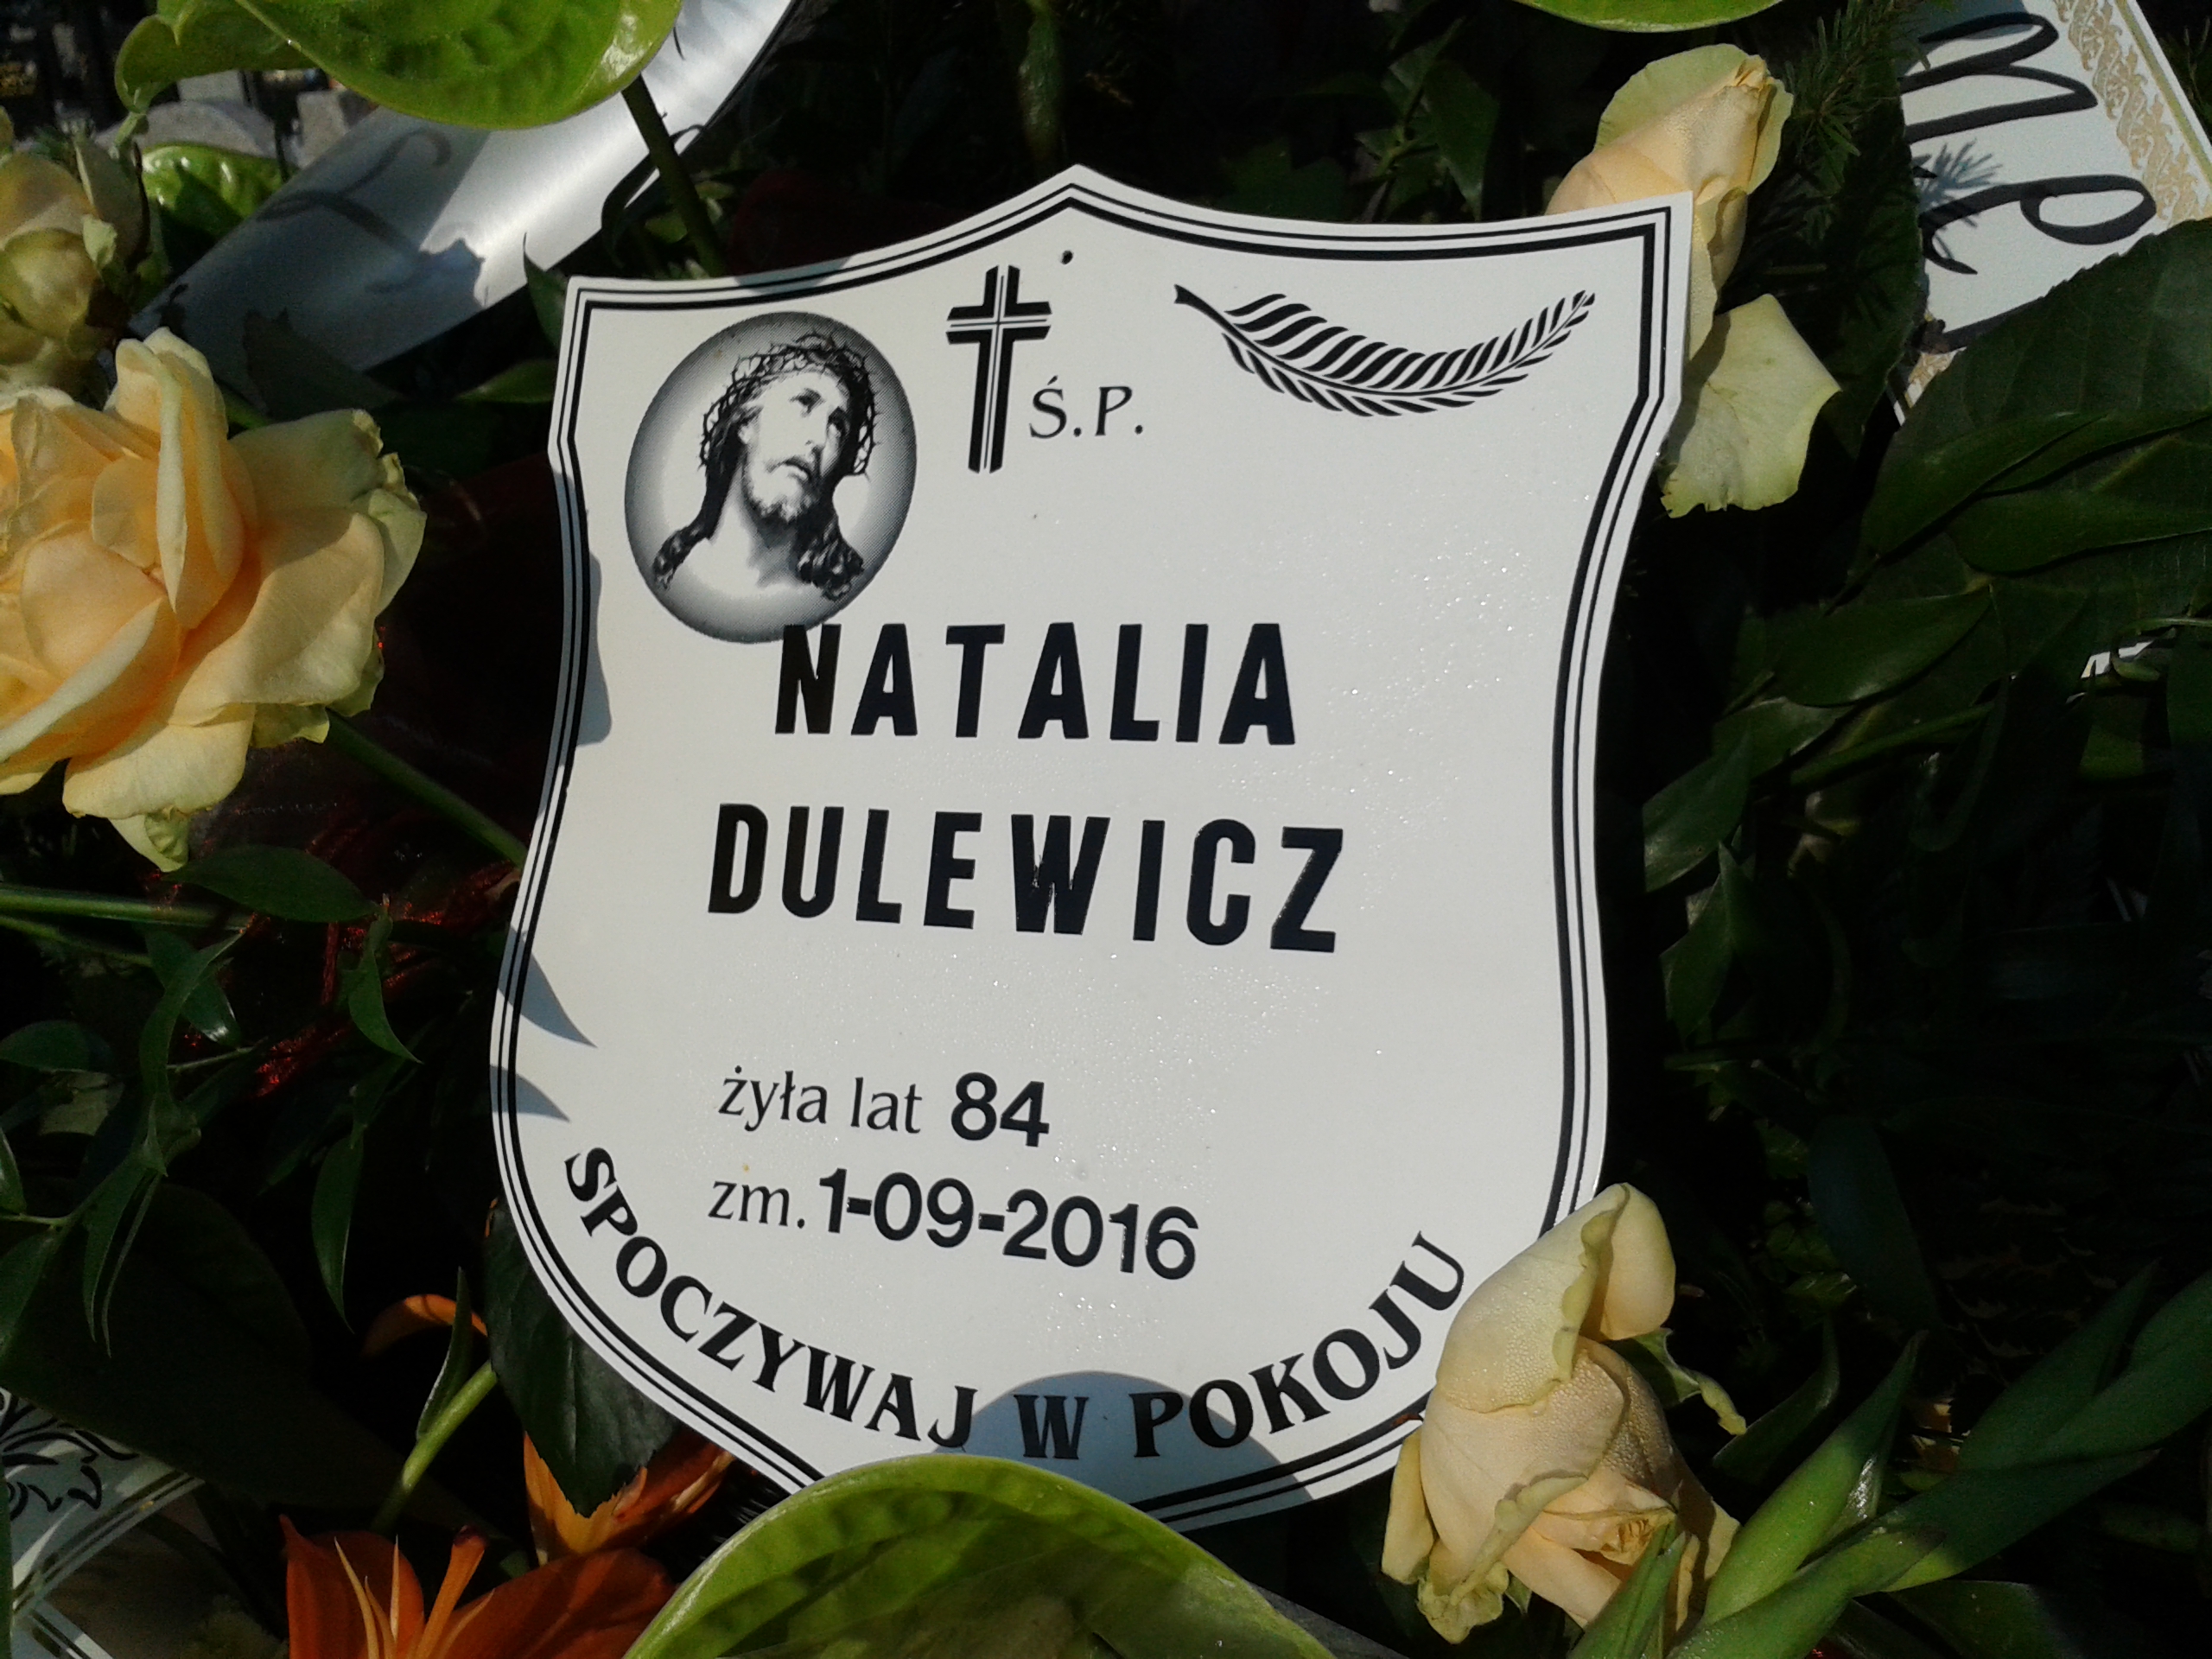 Ś.P.
NATALIA
DULEWICZ
żyła lat 84
zm. 1-09-2016
SPOCZYWAJ W POKOJU